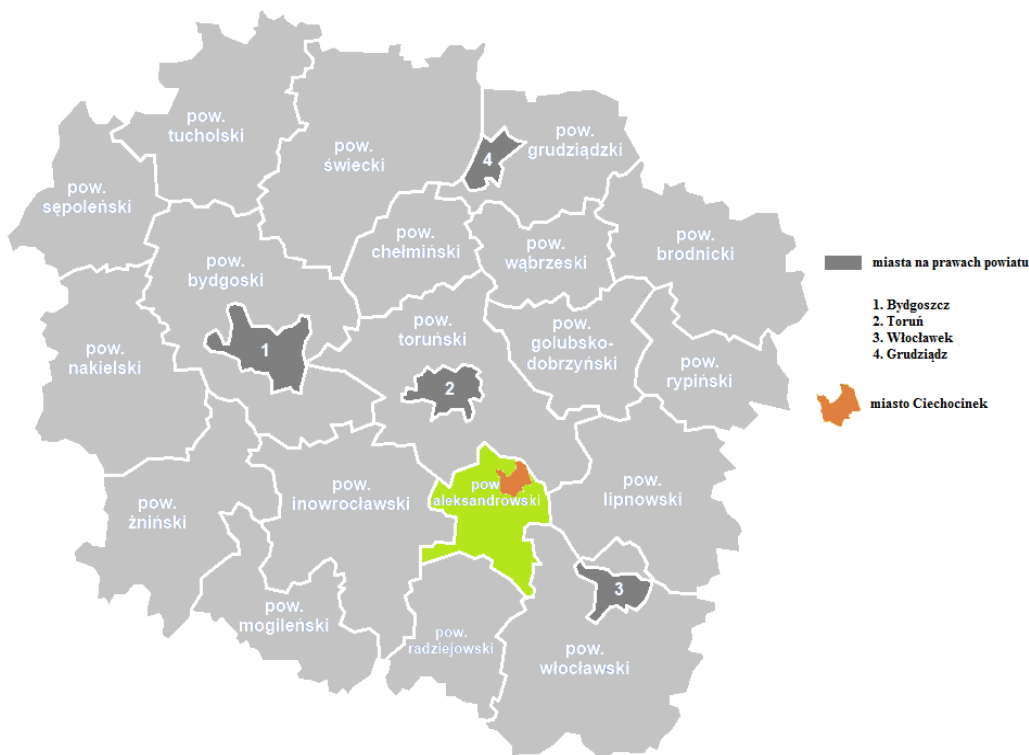 pow.
tucholski
pow.
świecki
pow.
grudziądzki
4
pow.
sępoleński
pow.
chełmiński
pow.
wąbrzeski
pow.
brodnicki
pow.
bydgoski
1
pow.
nakielski
pow.
toruński
2
pow.
golubsko-
dobrzyński
pow.
rypiński
pow.
żniński
pow.
inowrocławski
pow.
aleksandrowski
pow.
lipnowski
pow.
mogileński
pow.
radziejowski
3
pow.
włocławski
miasta na prawach powiatu
1. Bydgoszcz
2. Toruń
3. Włocławek
4. Grudziądz
miasto Ciechocinek